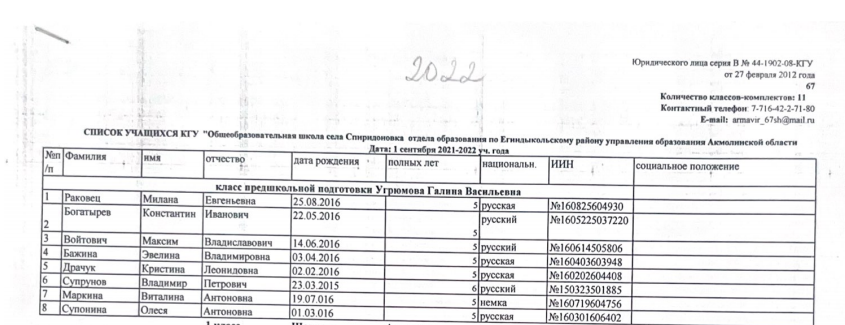 2022
Юридического лица серия В № 44-1902-08-КГУ
от 27 февраля 2012 года
67
Количество классов-комплектов: 11
Контактный телефон: 7-716-42-2-71-80
E-mail: armavir_67sh@mail.ru
СПИСОК УЧАЩИХСЯ КГУ "Общеобразовательная школа села Спиридоновка отдела образования по Егиндыкольскому району управления образования Акмолинской области
Дата: 1 сентября 2021-2022 уч. года
№п/п Фамилия имя отчество дата рождения полных лет национальн. ИИН социальное положение
класс предшкольной подготовки Угрюмова Галина Васильевна
1 Раковец Милана Евгеньевна 25.08.2016 5 русская №160825604930
2 Богатырев Константин Иванович 22.05.2016 5 русский №1605225037220
3 Войтович Максим Владиславович 14.06.2016 5 русский №160614505806
4 Бажина Эвелина Владимировна 03.04.2016 5 русская №160403603948
5 Драчук Кристина Леонидовна 02.02.2016 5 русская №160202604408
6 Супрунов Владимир Петрович 23.03.2015 6 русский №150323501885
7 Маркина Виталина Антоновна 19.07.016 5 немка №160719604756
8 Супонина Олеся Антоновна 01.03.2016 5 русская №160301606402